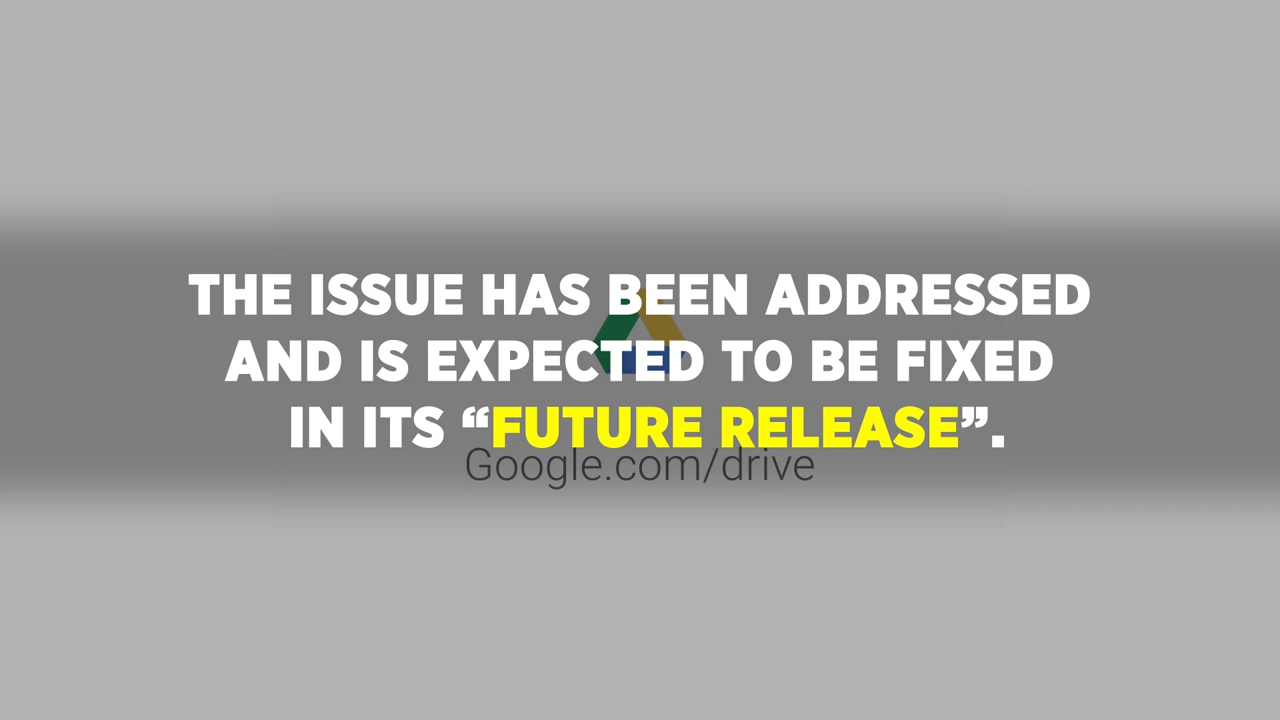 THE ISSUE HAS BEEN ADDRESSED
AND IS EXPECTED TO BE FIXED
IN ITS “FUTURE RELEASE”.
Google.com/drive